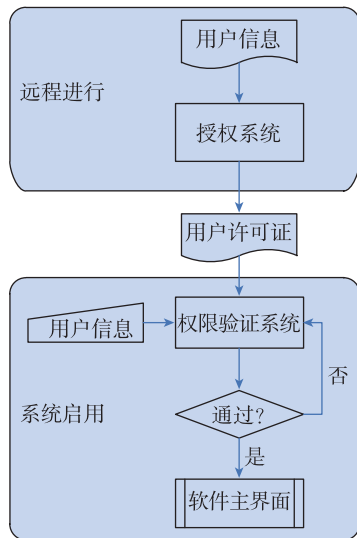 用户信息
远程进行
授权系统
用户许可证
用户信息
权限验证系统
否
系统启用
通过?
是
软件主界面